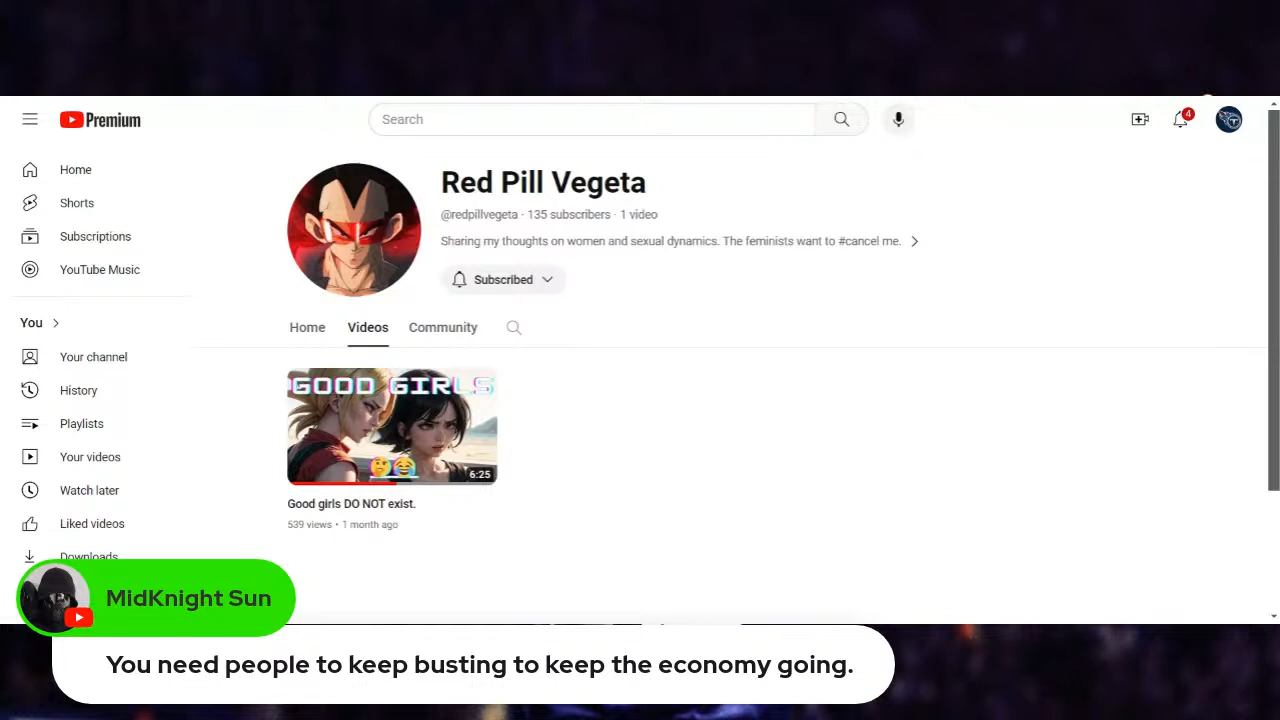 Premium
Search
4
Home
Shorts
Subscriptions
YouTube Music
You
Your channel
History
Playlists
Your videos
Watch later
Liked videos
Downloads
Red Pill Vegeta
@redpillvegeta · 135 subscribers · 1 video
Sharing my thoughts on women and sexual dynamics. The feminists want to #cancel me.
Subscribed
Home Videos Community
GOOD GIRLS
6:25
Good girls DO NOT exist.
539 views • 1 month ago
MidKnight Sun
You need people to keep busting to keep the economy going.